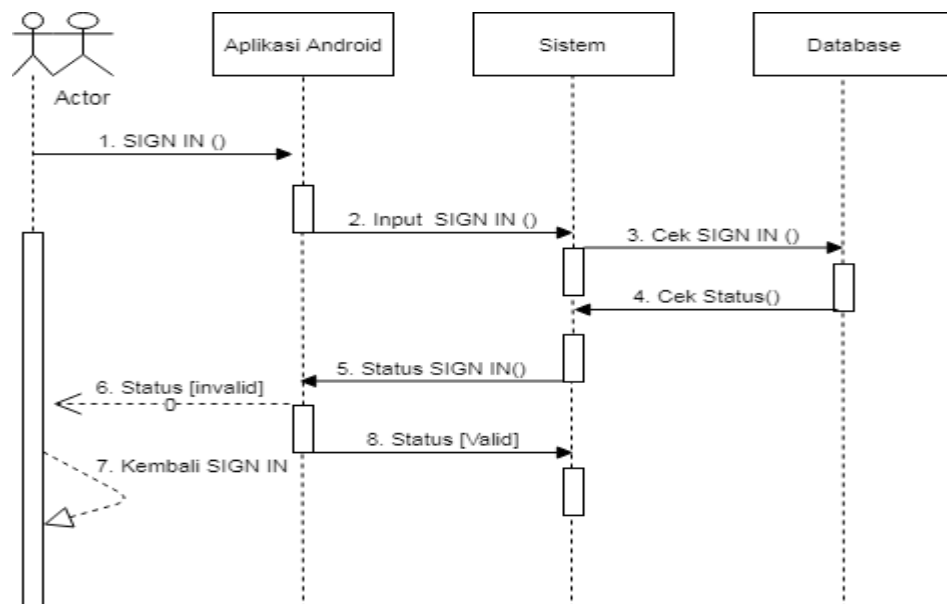 Aplikasi Android
Sistem
Database
Actor
1. SIGN IN ()
2. Input SIGN IN ()
3. Cek SIGN IN ()
4. Cek Status()
5. Status SIGN IN()
6. Status [invalid]
0
8. Status [Valid]
7. Kembali SIGN IN